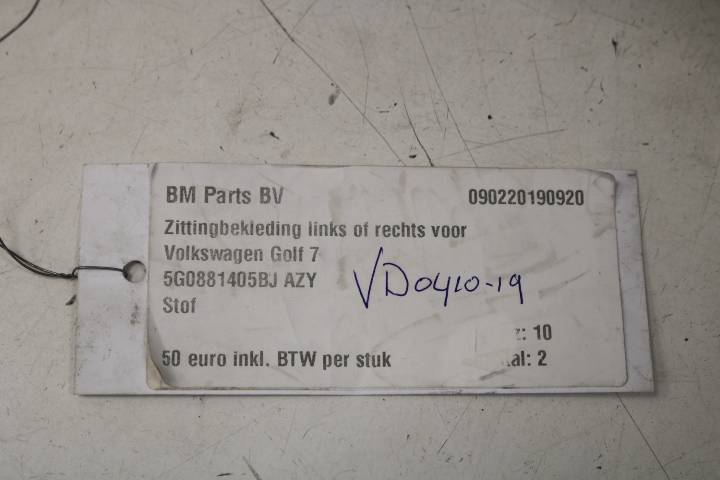 BM Parts BV 090220190920
Zittingbekleding links of rechts voor
Volkswagen Golf 7
5G0881405BJ AZY
VD0410-19
Stof
: 10
50 euro inkl. BTW per stuk al: 2